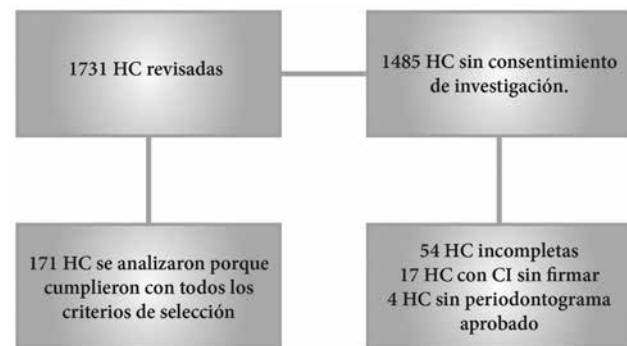 1731 HC revisadas
1485 HC sin consentimiento
de investigación.
171 HC se analizaron porque
cumplieron con todos los
criterios de selección
54 HC incompletas
17 HC con CI sin firmar
4 HC sin periodontograma
aprobado